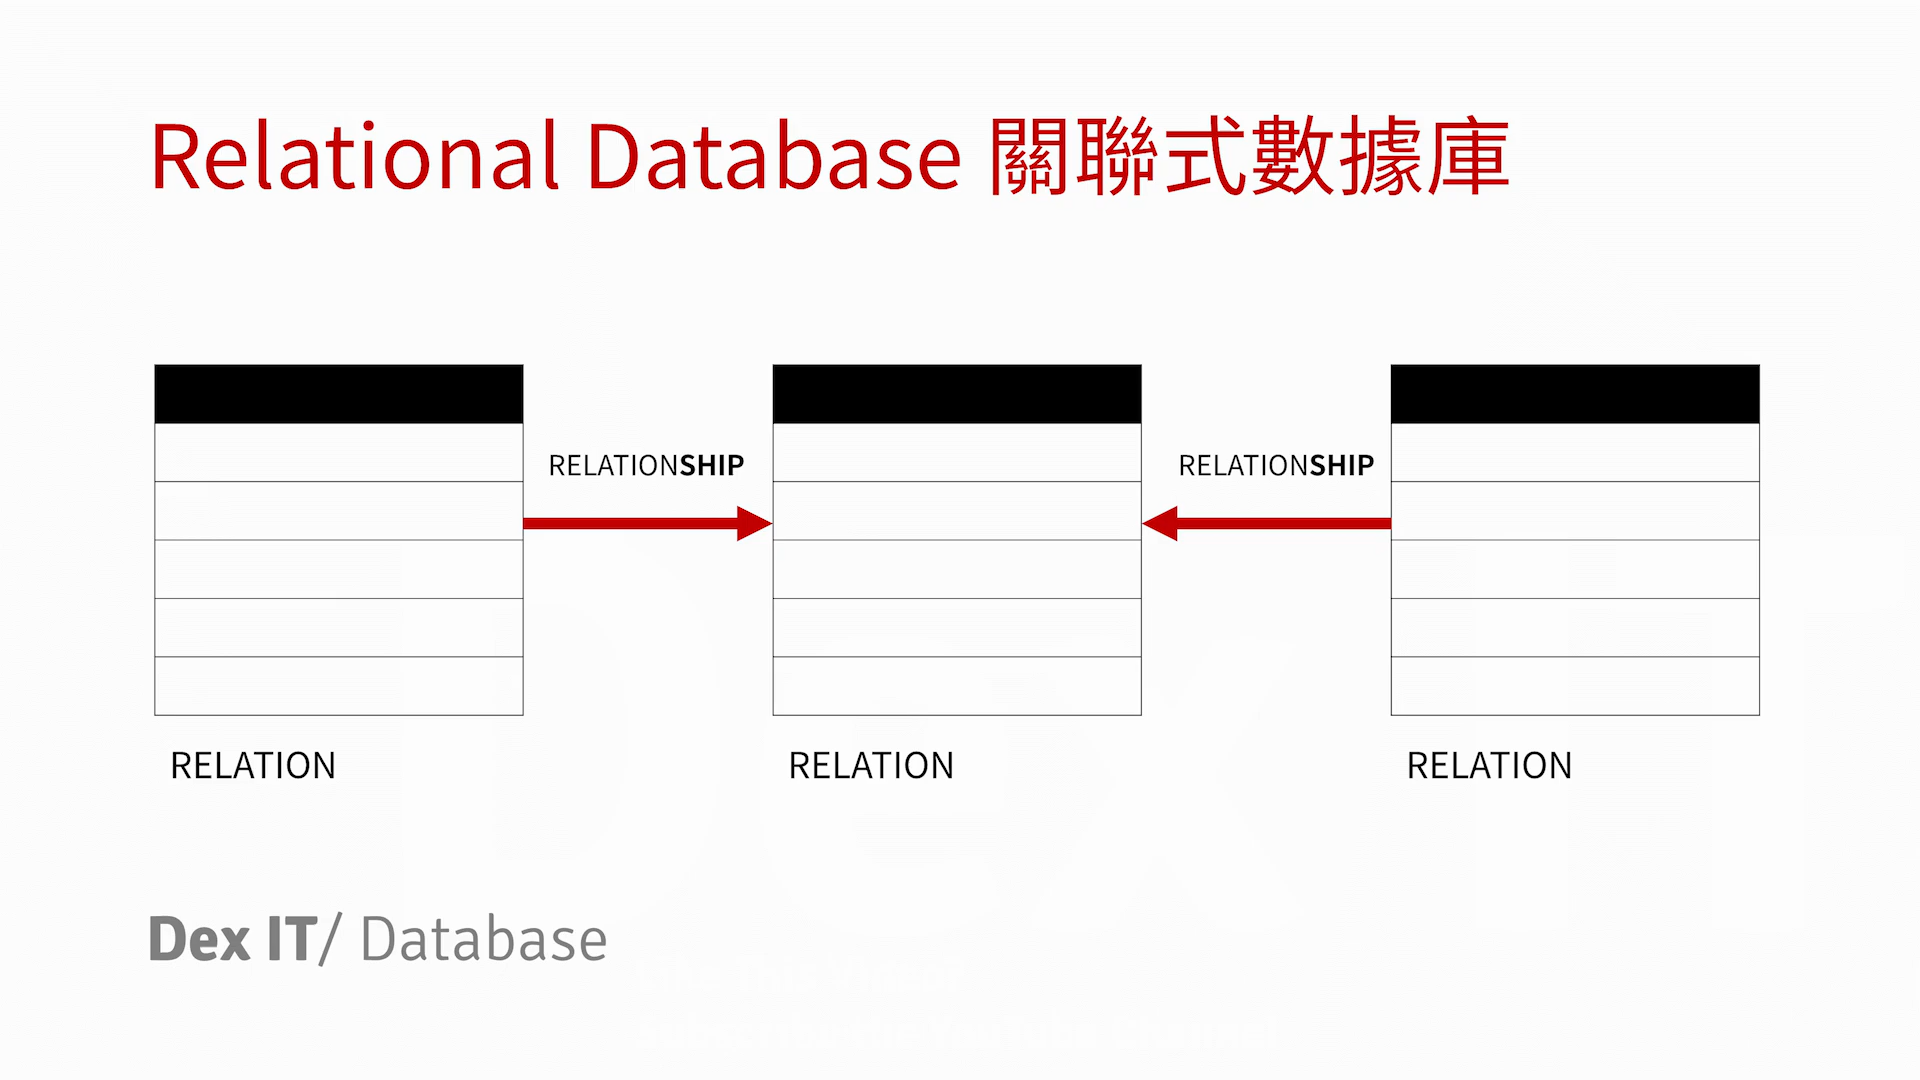 Relational Database 關聯式數據庫
RELATIONSHIP
RELATIONSHIP
RELATION
RELATION
RELATION
Dex IT/ Database